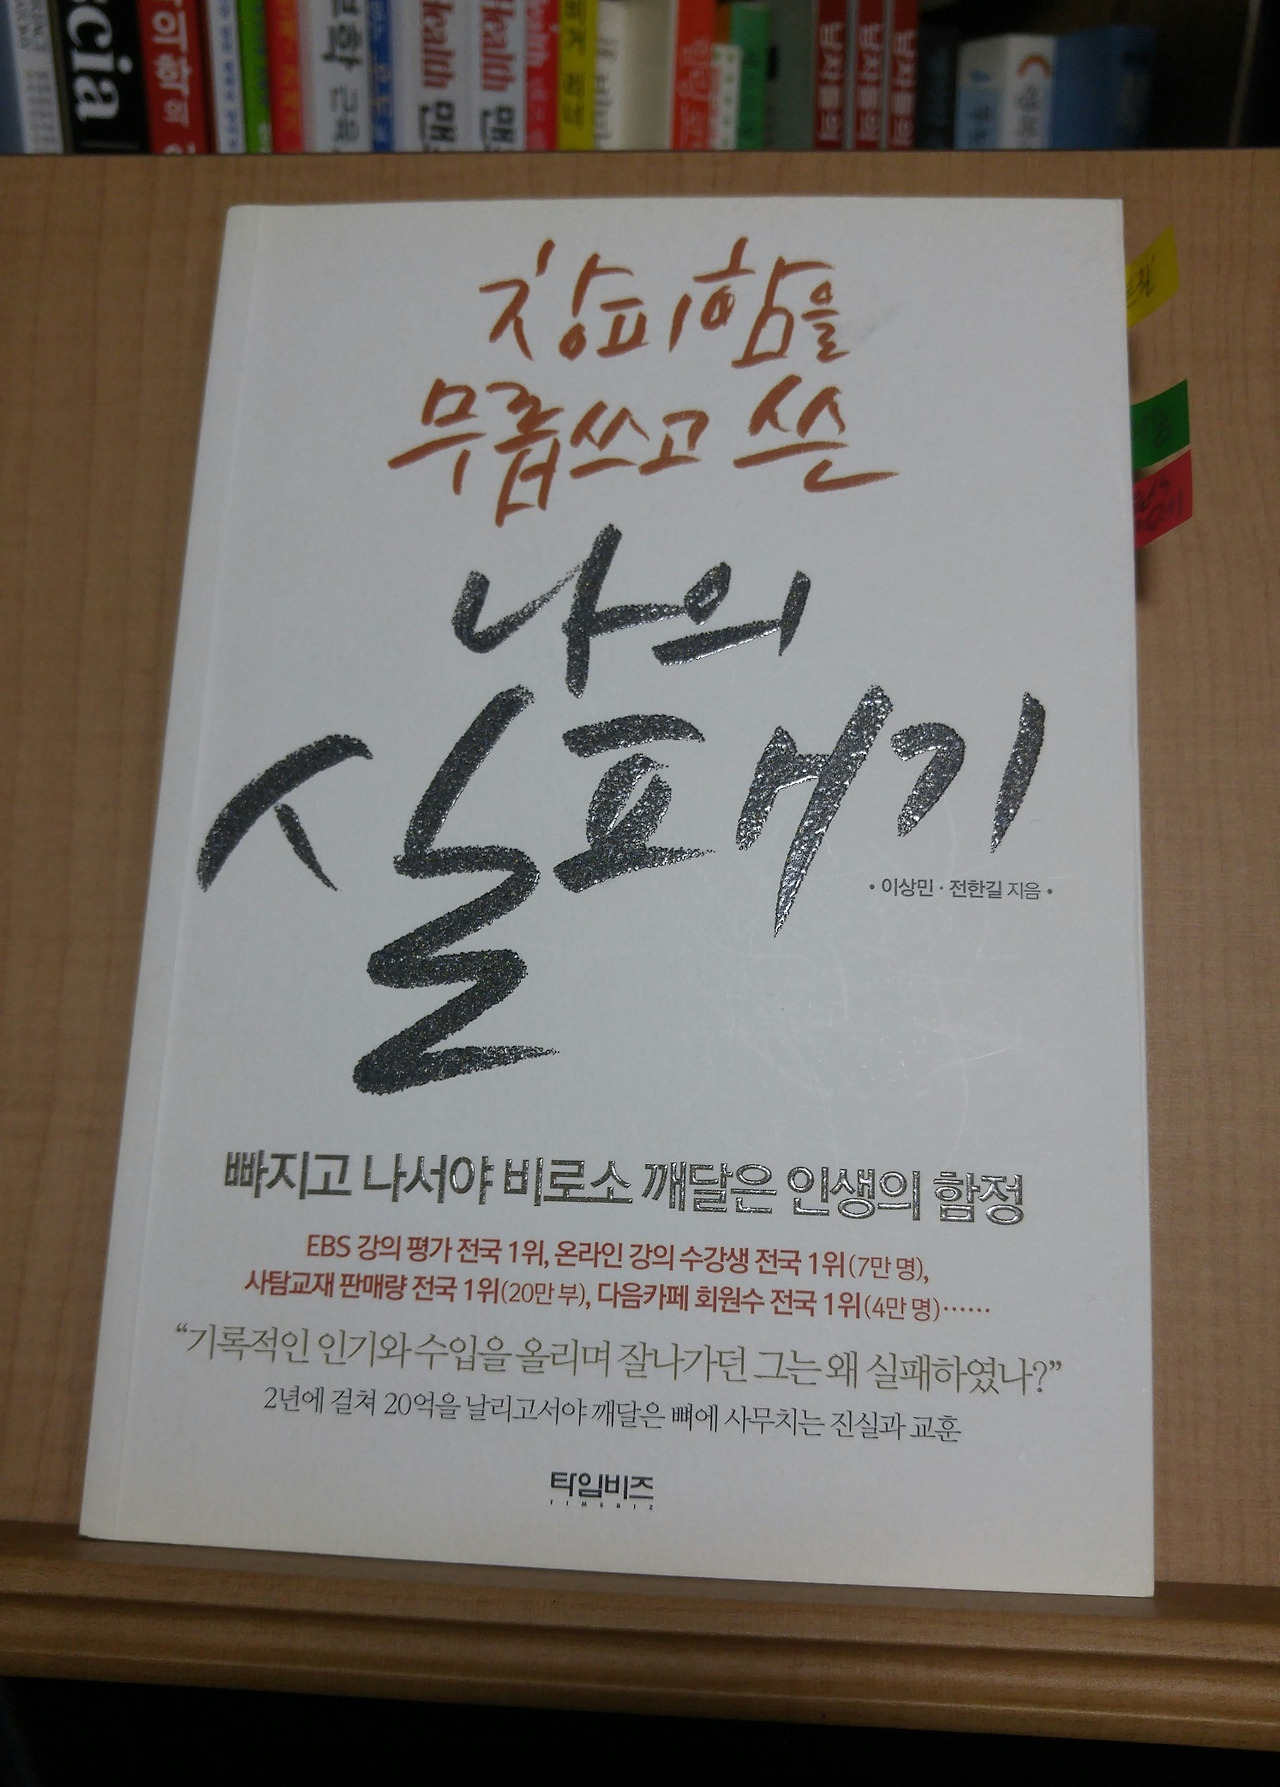 cia
Health
Health
창피함을
무릅쓰고 쓴
나의
실패기
• 이상민 · 전한길 지음 •
빠지고 나서야 비로소 깨달은 인생의 함정
EBS 강의 평가 전국 1위, 온라인 강의 수강생 전국 1위(7만 명),
사탐교재 판매량 전국 1위(20만 부), 다음카페 회원수 전국 1위(4만 명)······
“기록적인 인기와 수입을 올리며 잘나가던 그는 왜 실패하였나?”
2년에 걸쳐 20억을 날리고서야 깨달은 뼈에 사무치는 진실과 교훈
타임비즈
TIMEBIZ